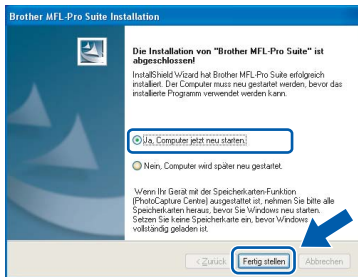 Brother MFL-Pro Suite Installation
Die Installation von "Brother MFL-Pro Suite" ist
abgeschlossen!
InstallShield Wizard hat Brother MFL-Pro Suite erfolgreich
installiert. Der Computer muss neu gestartet werden, bevor das
installierte Programm verwendet werden kann.
Ja, Computer jetzt neu starten.
Nein, Computer wird später neu gestartet.
Wenn Ihr Gerät mit der Speicherkarten-Funktion
(PhotoCapture Centre) ausgestattet ist, nehmen Sie bitte alle
Speicherkarten heraus, bevor Sie Windows neu starten.
Setzen Sie keine Speicherkarte ein, bevor Windows
vollständig geladen ist.
< Zurück
Fertig stellen
Abbrechen